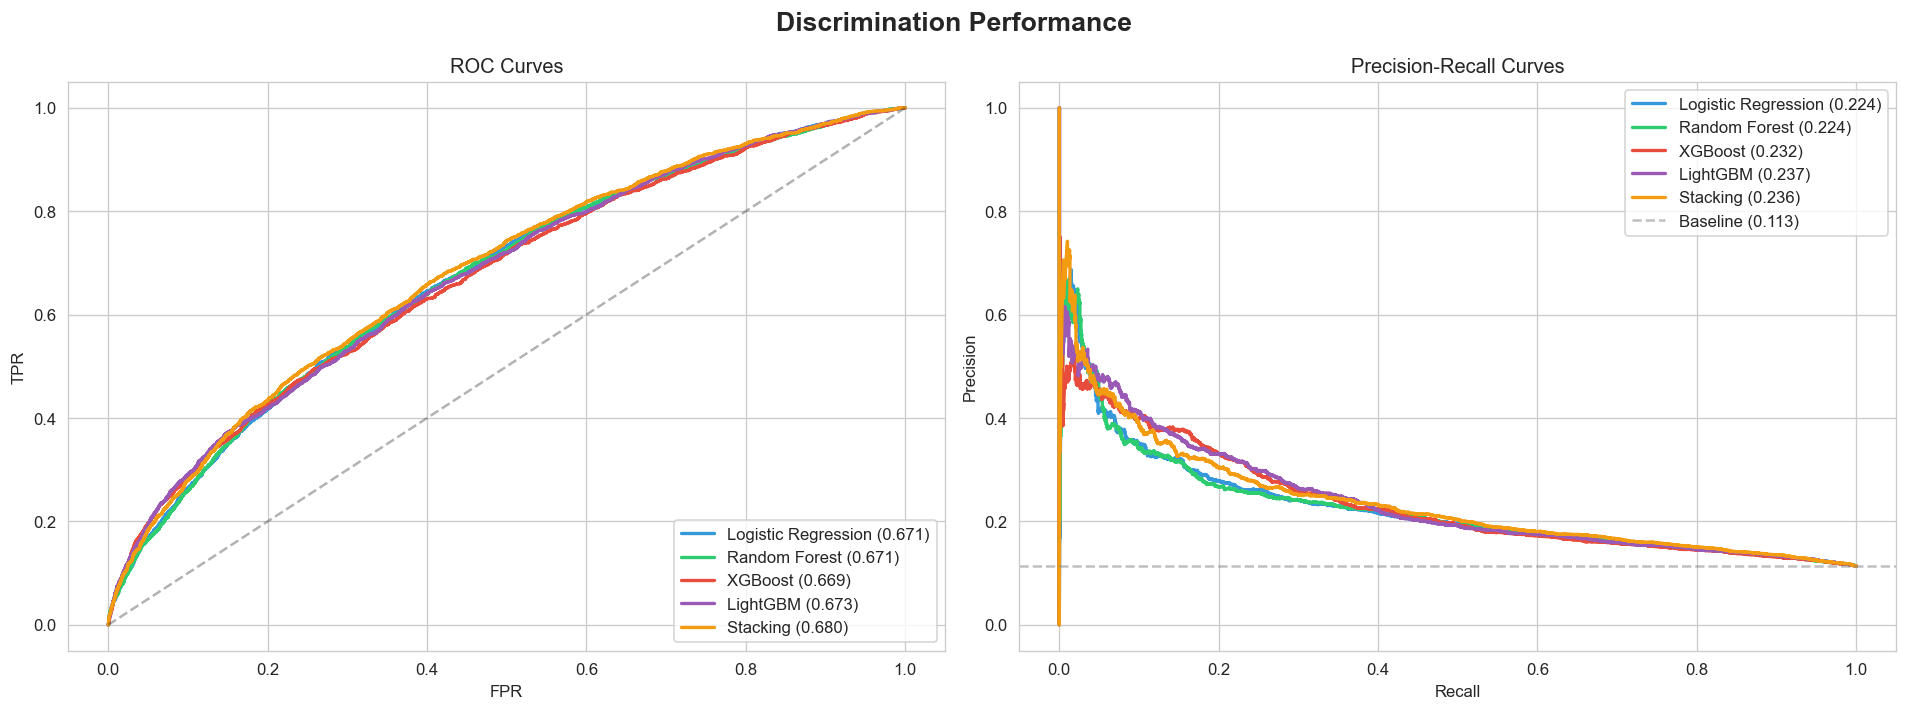 Discrimination Performance
ROC Curves
TPR
1.0
0.8
0.6
0.4
0.2
0.0
0.0 0.2 0.4 0.6 0.8 1.0
FPR
Logistic Regression (0.671)
Random Forest (0.671)
XGBoost (0.669)
LightGBM (0.673)
Stacking (0.680)
Precision-Recall Curves
Precision
1.0
0.8
0.6
0.4
0.2
0.0
0.0 0.2 0.4 0.6 0.8 1.0
Recall
Logistic Regression (0.224)
Random Forest (0.224)
XGBoost (0.232)
LightGBM (0.237)
Stacking (0.236)
Baseline (0.113)